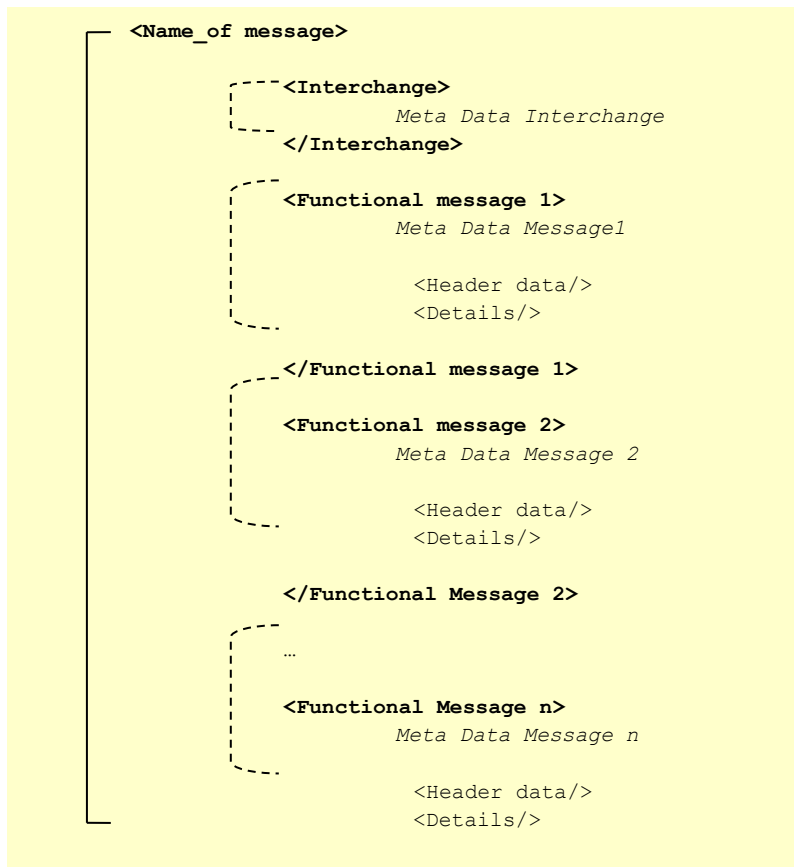 <Name_of message>
<Interchange>
Meta Data Interchange
</Interchange>
<Functional message 1>
Meta Data Message1
<Header data/>
<Details/>
</Functional message 1>
<Functional message 2>
Meta Data Message 2
<Header data/>
<Details/>
</Functional Message 2>
…
<Functional Message n>
Meta Data Message n
<Header data/>
<Details/>